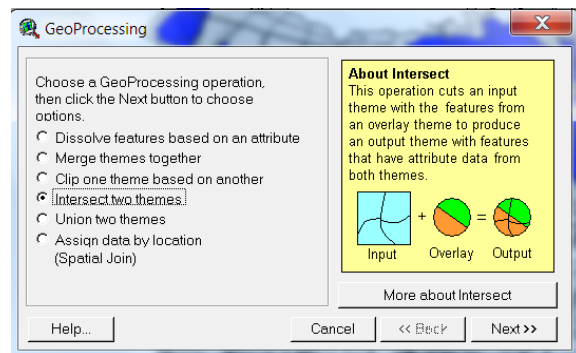 GeoProcessing
X
Choose a GeoProcessing operation,
then click the Next button to choose
options.
Dissolve features based on an attribute
Merge themes together
Clip one theme based on another
Intersect two themes
Union two themes
Assign data by location
(Spatial Join)
About Intersect
This operation cuts an input
theme with the features from
an overlay theme to produce
an output theme with features
that have attribute data from
both themes.
+ =
Input Overlay Output
More about Intersect
Help... Cancel << Back Next >>